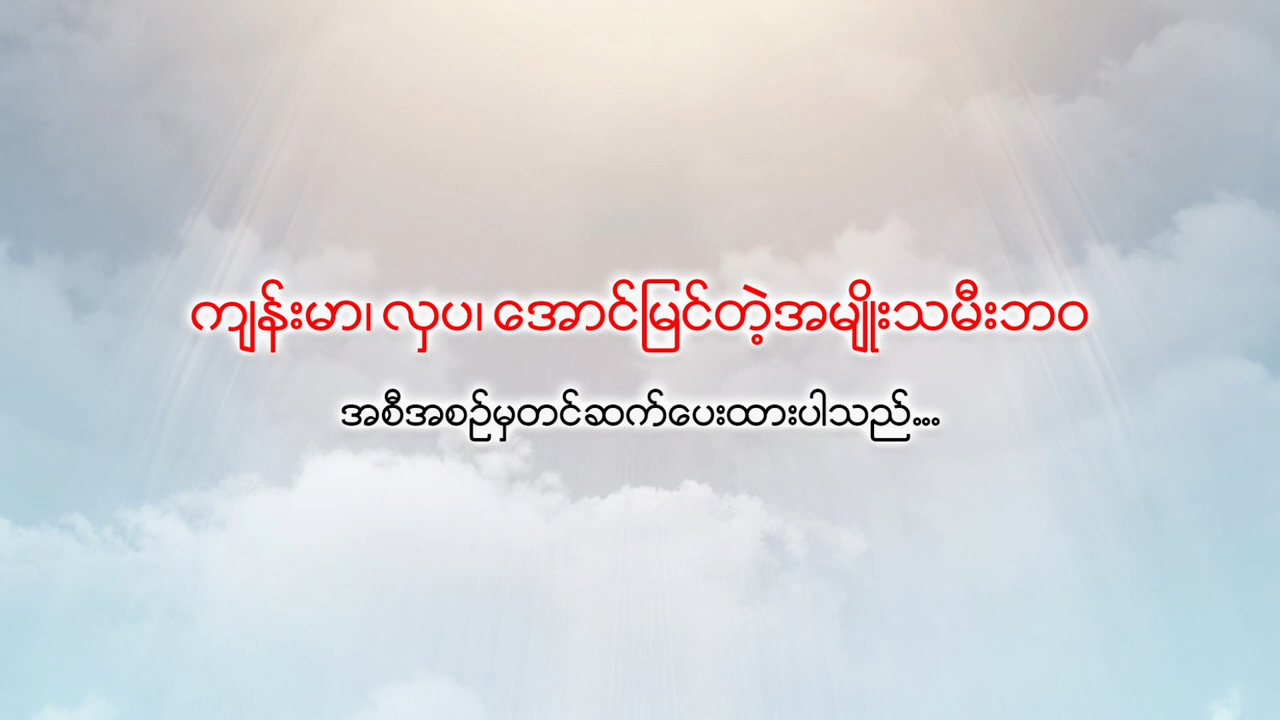 ကျန်းမာ၊ လှပ၊ အောင်မြင်တဲ့အမျိုးသမီးဘဝ
အစီအစဉ်မှတင်ဆက်ပေးထားပါသည်...